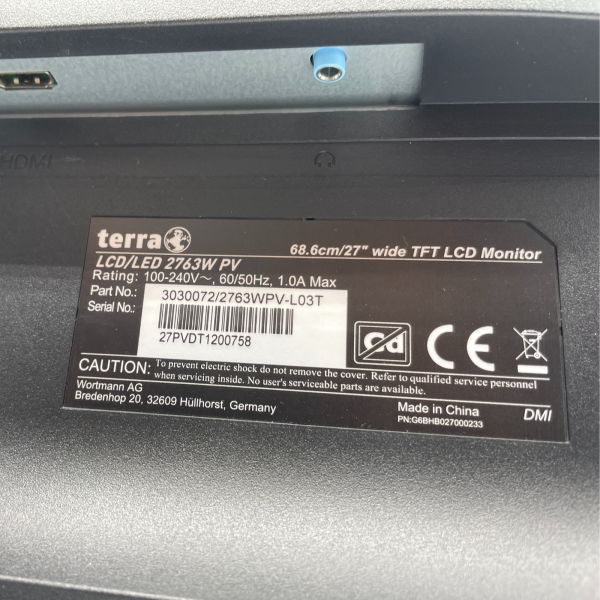 HDMI
terra
68.6cm/27" wide TFT LCD Monitor
LCD/LED 2763W PV
Rating: 100-240V~, 60/50Hz, 1.0A Max
Part No.: 3030072/2763WPV-L03T
Serial No.:
27PVDT1200758
Cd
CE
CAUTION: To prevent electric shock do not remove the cover. Refer to qualified service personnel
when servicing inside. No user's serviceable parts are available.
Wortmann AG
Bredenhop 20, 32609 Hüllhorst, Germany
Made in China
DMI
PN:G6BHB027000233